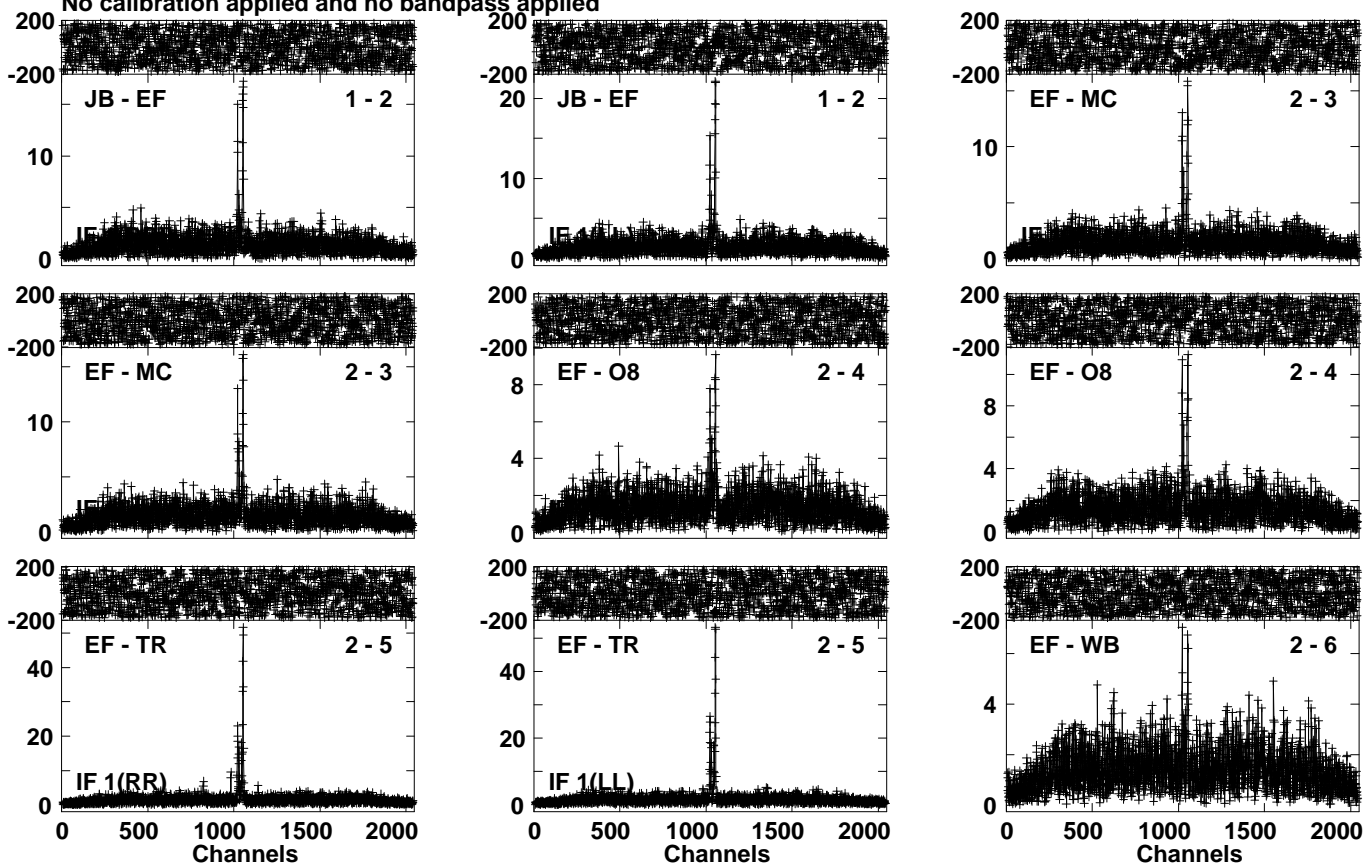 No calibration applied and no bandpass applied
200 200 200
-200 -200 -200
JB - EF 1 - 2 JB - EF 1 - 2 EF - MC 2 - 3
20
10 10 10
IF IF 1 IF
0 0 0
200 200 200
-200 -200 -200
EF - MC 2 - 3 EF - O8 2 - 4 EF - O8 2 - 4
8 8
10
4 4
IF
0 0 0
200 200 200
-200 -200 -200
EF - TR 2 - 5 EF - TR 2 - 5 EF - WB 2 - 6
40 40
4
20 20
IF 1(RR) IF 1(LL)
0 0 0
0 500 1000 1500 2000 0 500 1000 1500 2000 0 500 1000 1500 2000
Channels Channels Channels